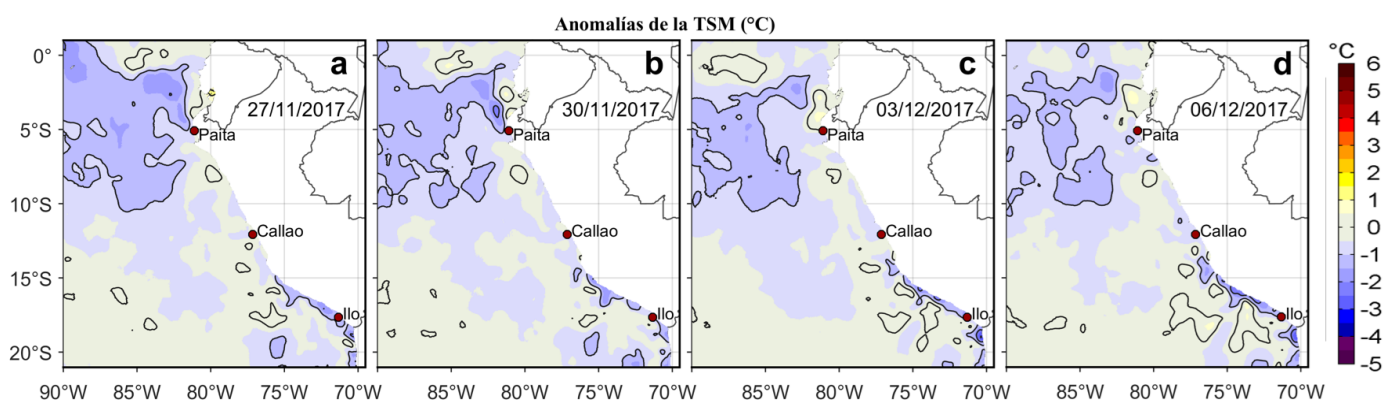 Anomalías de la TSM (°C)
a
27/11/2017
Paita
Callao
Ilo
b
30/11/2017
Paita
Callao
Ilo
c
03/12/2017
Paita
Callao
Ilo
d
06/12/2017
Paita
Callao
Ilo
0°
5°S
10°S
15°S
20°S
90°W 85°W 80°W 75°W 70°W
85°W 80°W 75°W 70°W
85°W 80°W 75°W 70°W
85°W 80°W 75°W 70°W
°C
6
5
4
3
2
1
0
-1
-2
-3
-4
-5